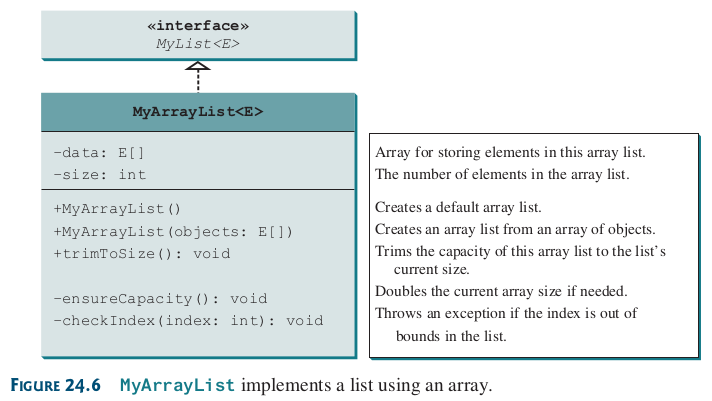 «interface»
MyList<E>
MyArrayList<E>
-data: E[]
-size: int
+MyArrayList()
+MyArrayList(objects: E[])
+trimToSize(): void
-ensureCapacity(): void
-checkIndex(index: int): void
Array for storing elements in this array list.
The number of elements in the array list.
Creates a default array list.
Creates an array list from an array of objects.
Trims the capacity of this array list to the list's
current size.
Doubles the current array size if needed.
Throws an exception if the index is out of
bounds in the list.
FIGURE 24.6 MyArrayList implements a list using an array.